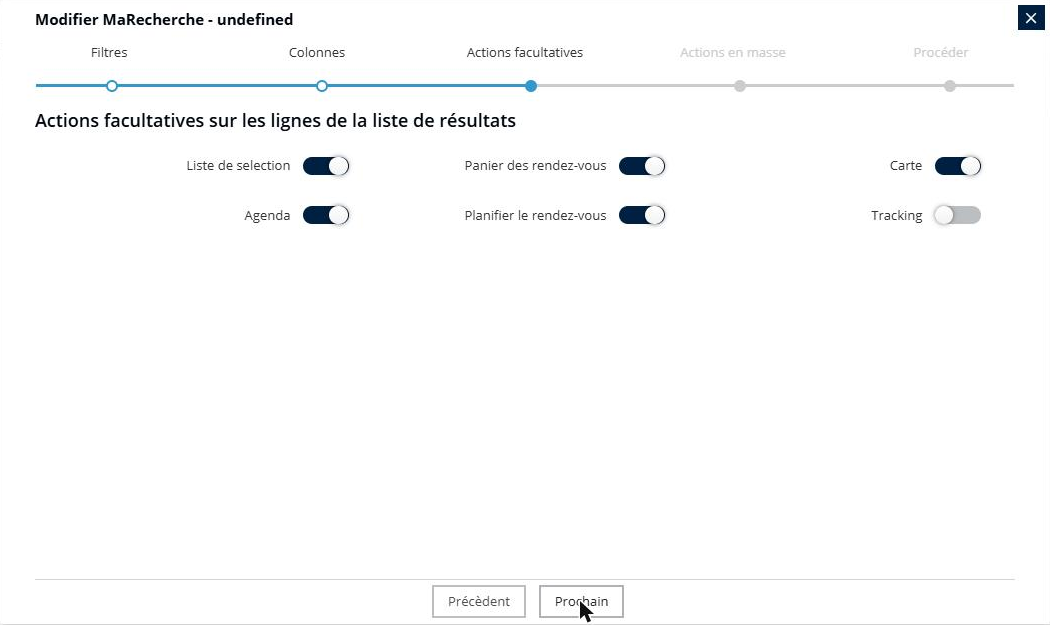 Modifier MaRecherche - undefined
Filtres Colonnes Actions facultatives Actions en masse Procéder
Actions facultatives sur les lignes de la liste de résultats
Liste de selection Panier des rendez-vous Carte
Agenda Planifier le rendez-vous Tracking
Précèdent Prochain